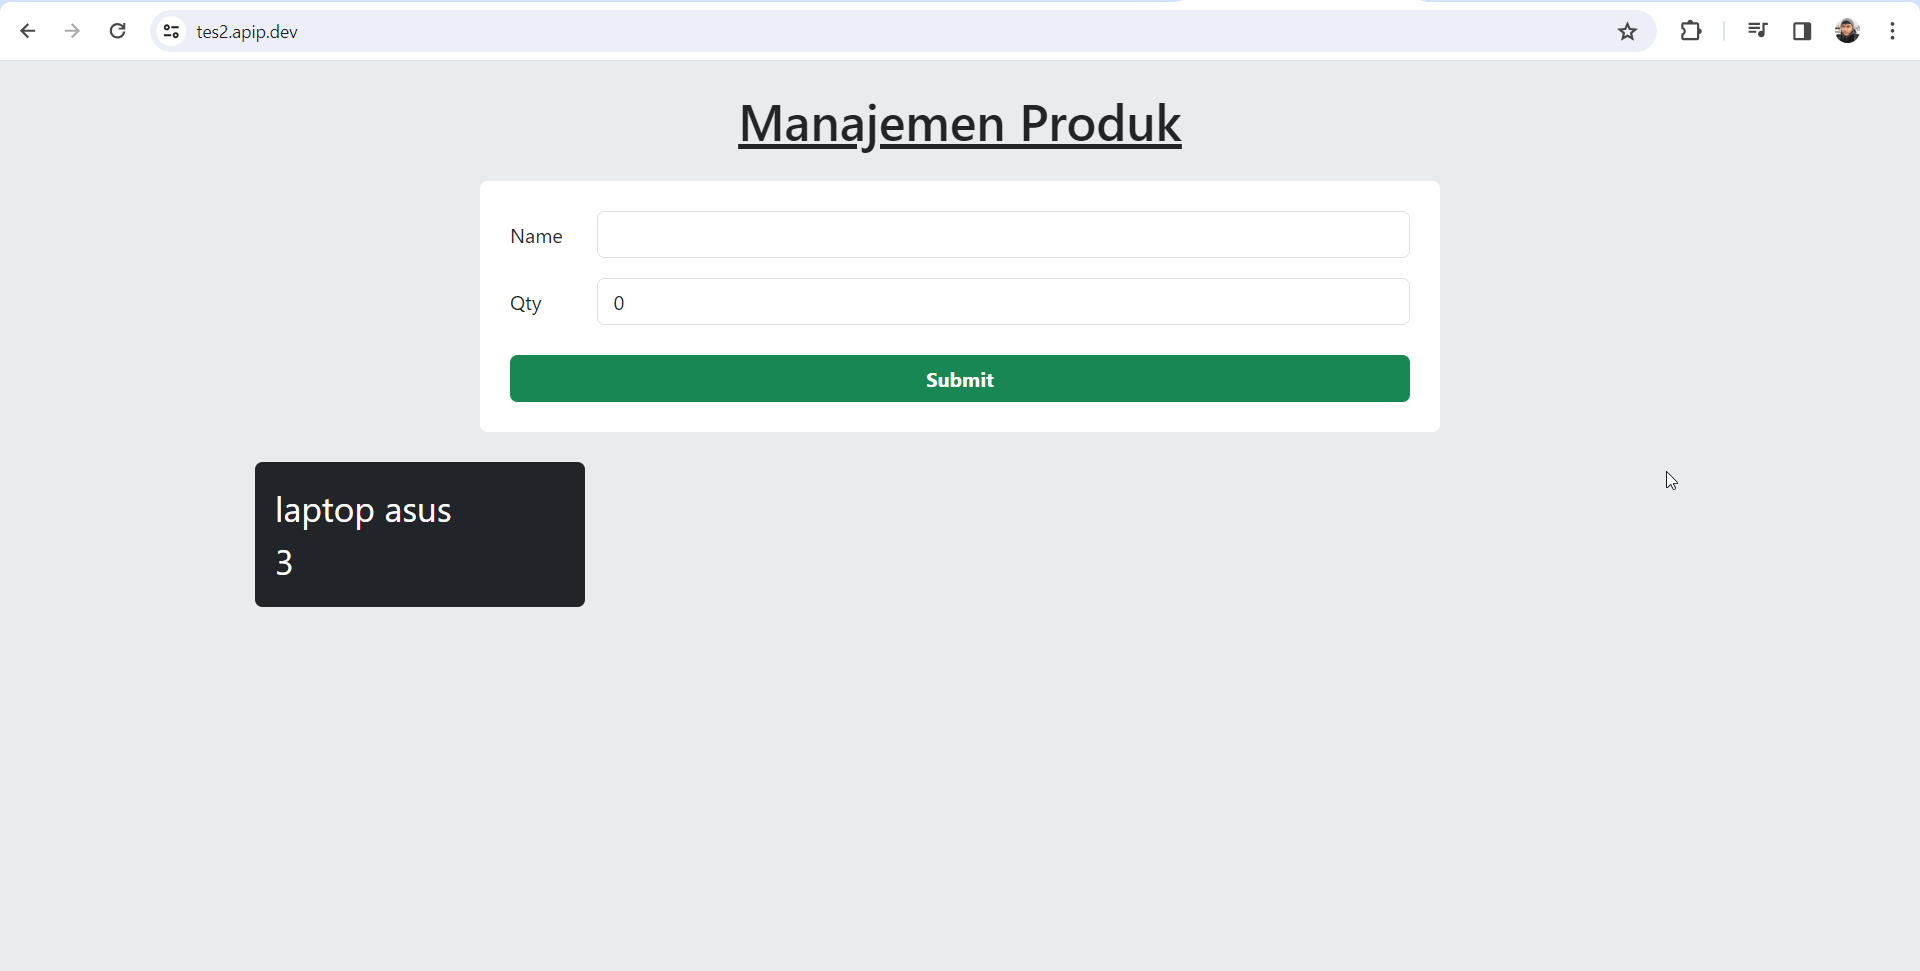 tes2.apip.dev
Manajemen Produk
Name
Qty
0
Submit
laptop asus
3